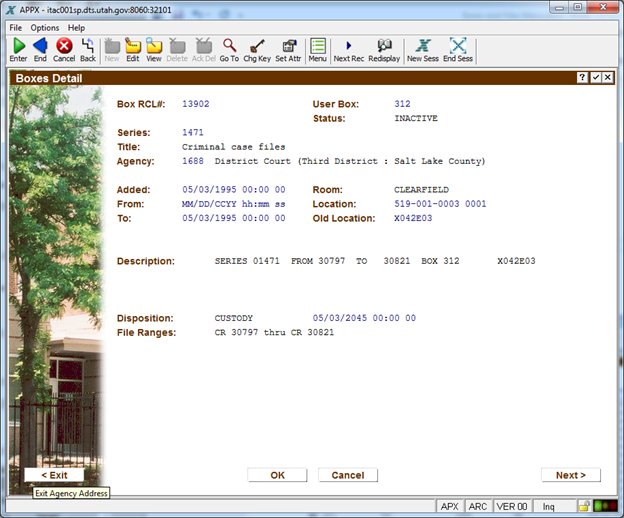 APPX - itac001sp.dts.utah.gov:8060:32101
File Options Help
Enter End Cancel Back New Edit View Delete Ack Del Go To Chg Key Set Attr Menu Next Rec Redisplay New Sess End Sess
Boxes Detail
Box RCL#: 13902 User Box: 312
Status: INACTIVE
Series: 1471
Title: Criminal case files
Agency: 1688 District Court (Third District : Salt Lake County)
Added: 05/03/1995 00:00 00 Room: CLEARFIELD
From: MM/DD/CCYY hh:mm ss Location: 519-001-0003 0001
To: 05/03/1995 00:00 00 Old Location: X042E03
Description: SERIES 01471 FROM 30797 TO 30821 BOX 312 X042E03
Disposition: CUSTODY 05/03/2045 00:00 00
File Ranges: CR 30797 thru CR 30821
< Exit OK Cancel Next >
Exit Agency Address
APX ARC VER 00 Inq